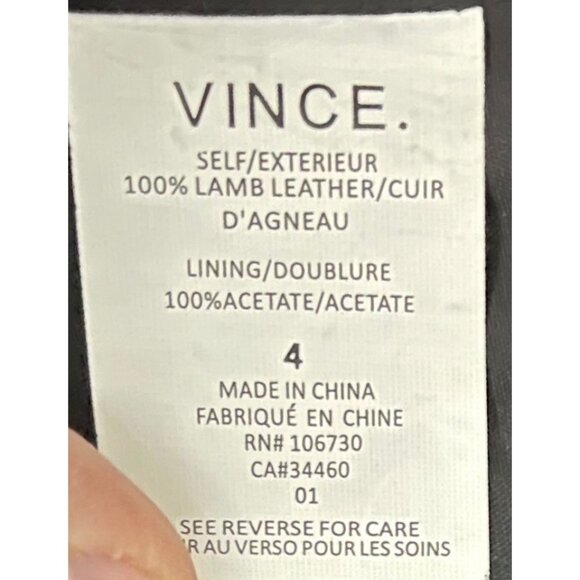 VINCE.
SELF/EXTERIEUR
100% LAMB LEATHER/CUIR
D'AGNEAU
LINING/DOUBLURE
100%ACETATE/ACETATE
4
MADE IN CHINA
FABRIQUÉ EN CHINE
RN# 106730
CA#34460
01
SEE REVERSE FOR CARE
AU VERSO POUR LES SOINS